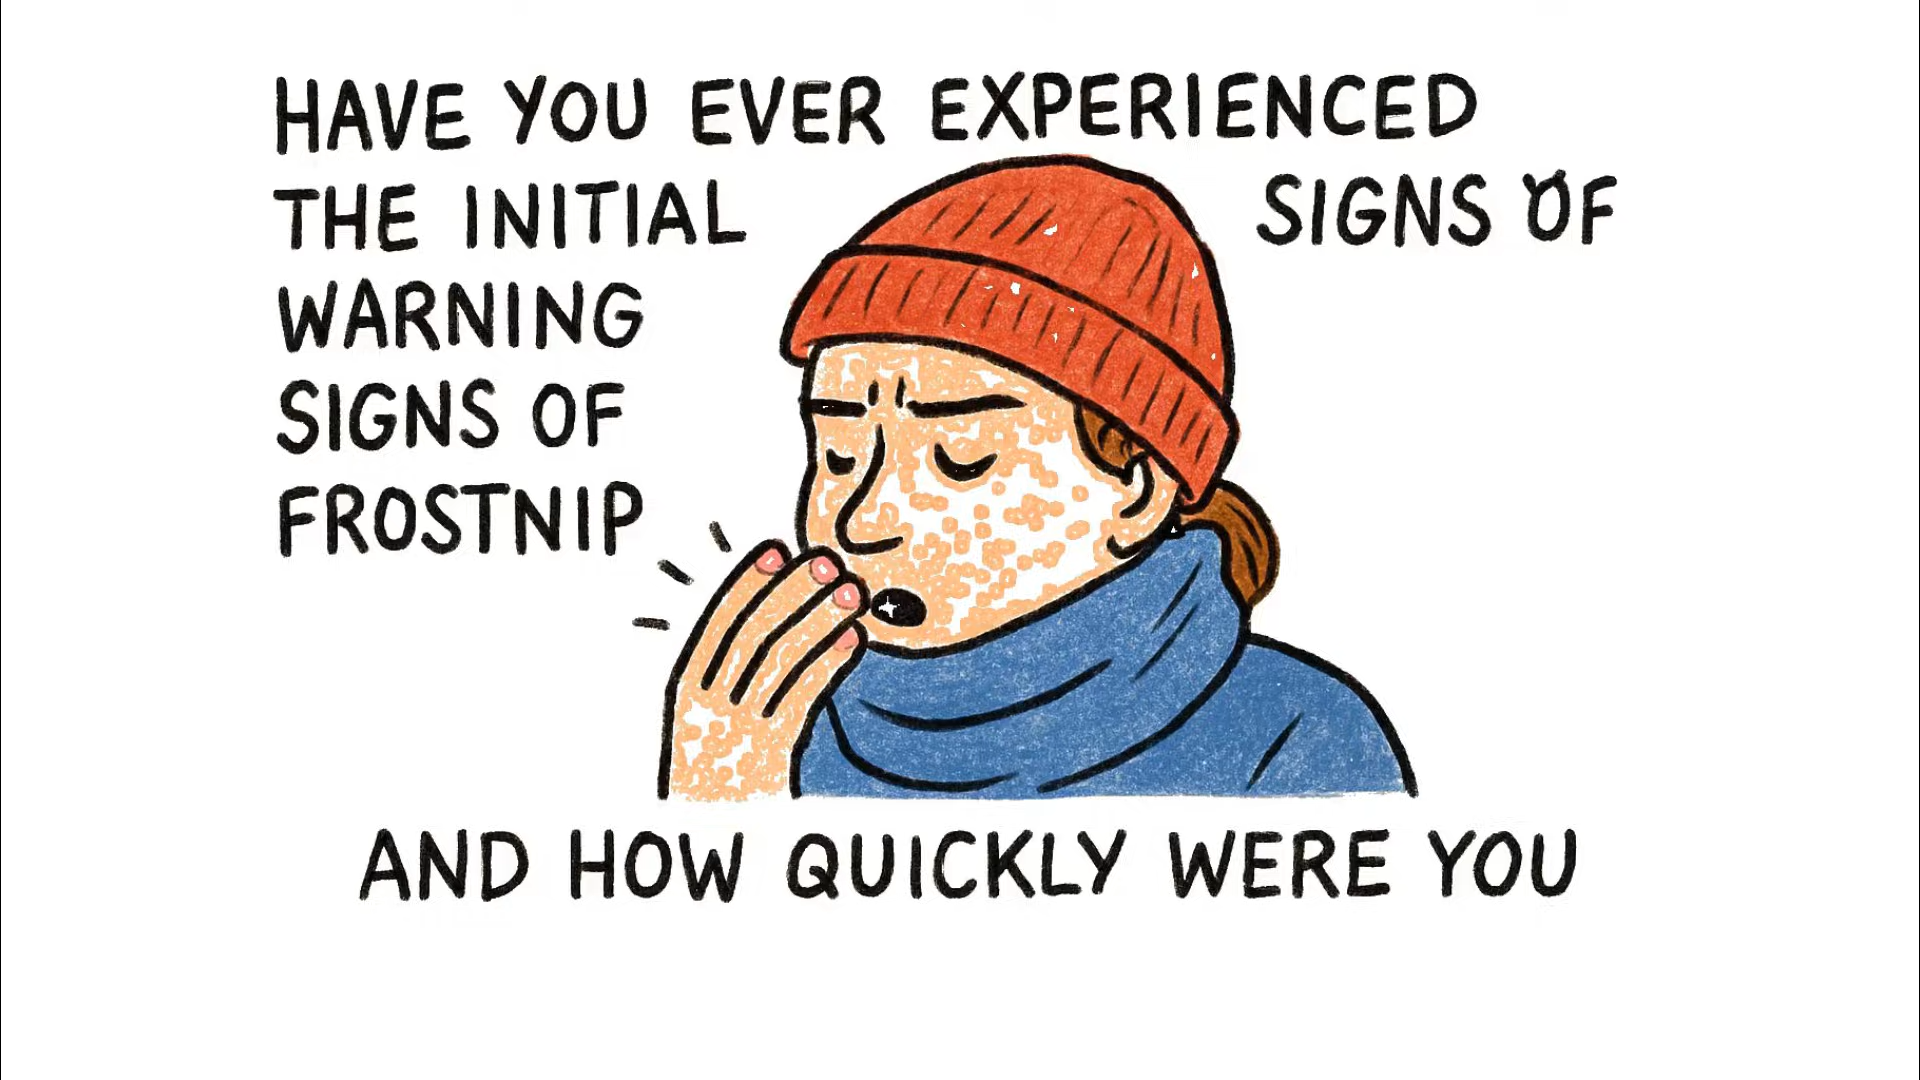 HAVE YOU EVER EXPERIENCED
THE INITIAL SIGNS OF
WARNING
SIGNS OF
FROSTNIP
AND HOW QUICKLY WERE YOU